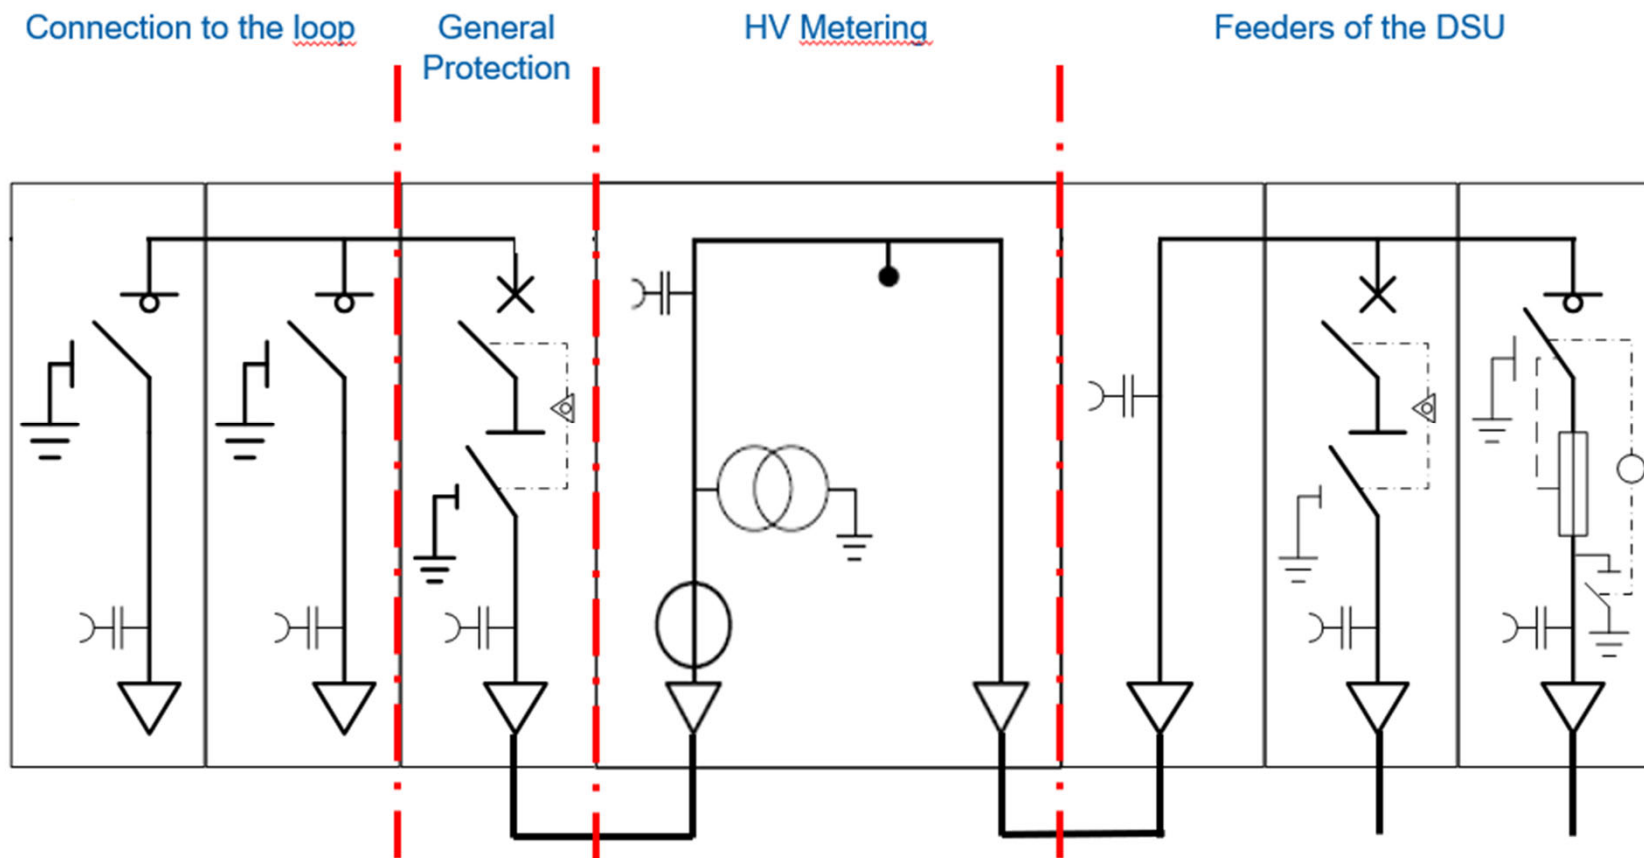 Connection to the loop
General
Protection
HV Metering
Feeders of the DSU